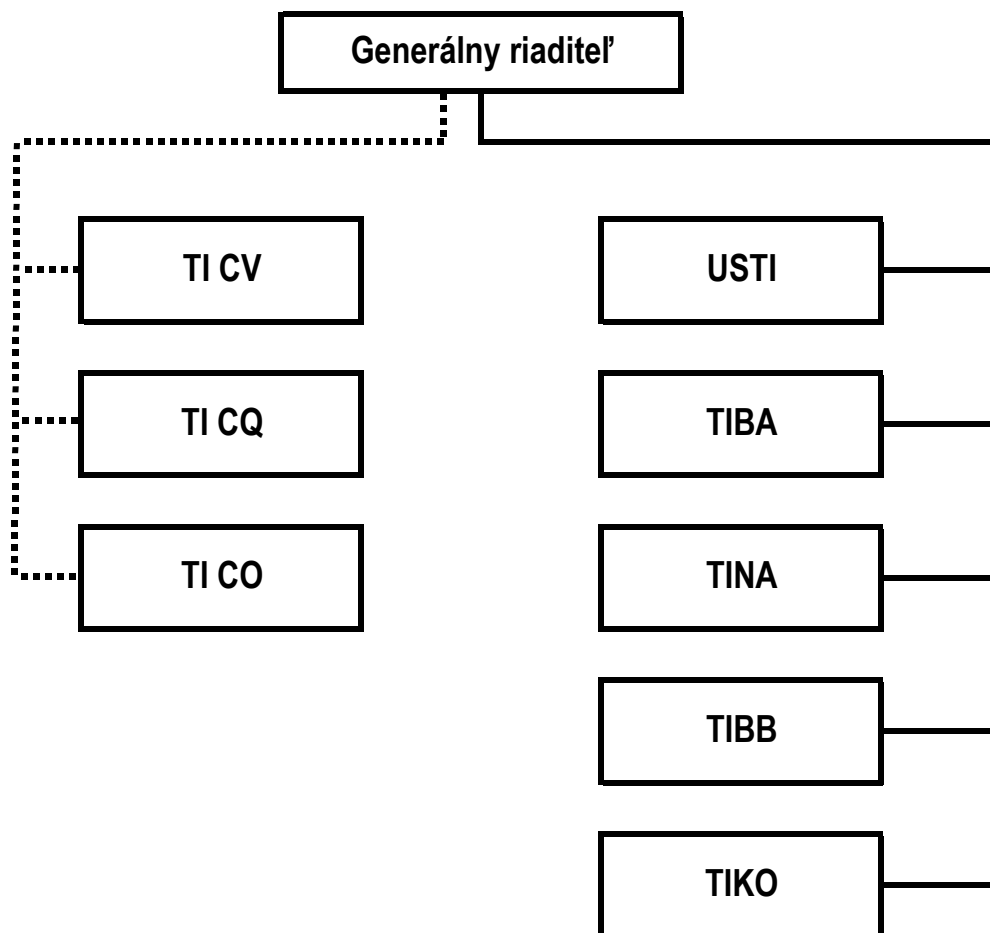 Generálny riaditeľ
TI CV
USTI
TI CQ
TIBA
TI CO
TINA
TIBB
TIKO